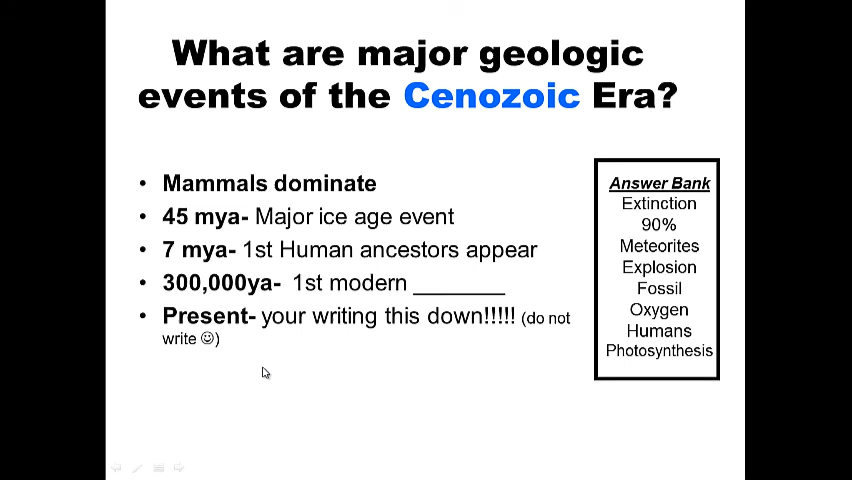 What are major geologic
events of the Cenozoic Era?
• Mammals dominate
• 45 mya- Major ice age event
• 7 mya- 1st Human ancestors appear
• 300,000ya- 1st modern ________
• Present- your writing this down!!!!! (do not
write ☺)
Answer Bank
Extinction
90%
Meteorites
Explosion
Fossil
Oxygen
Humans
Photosynthesis